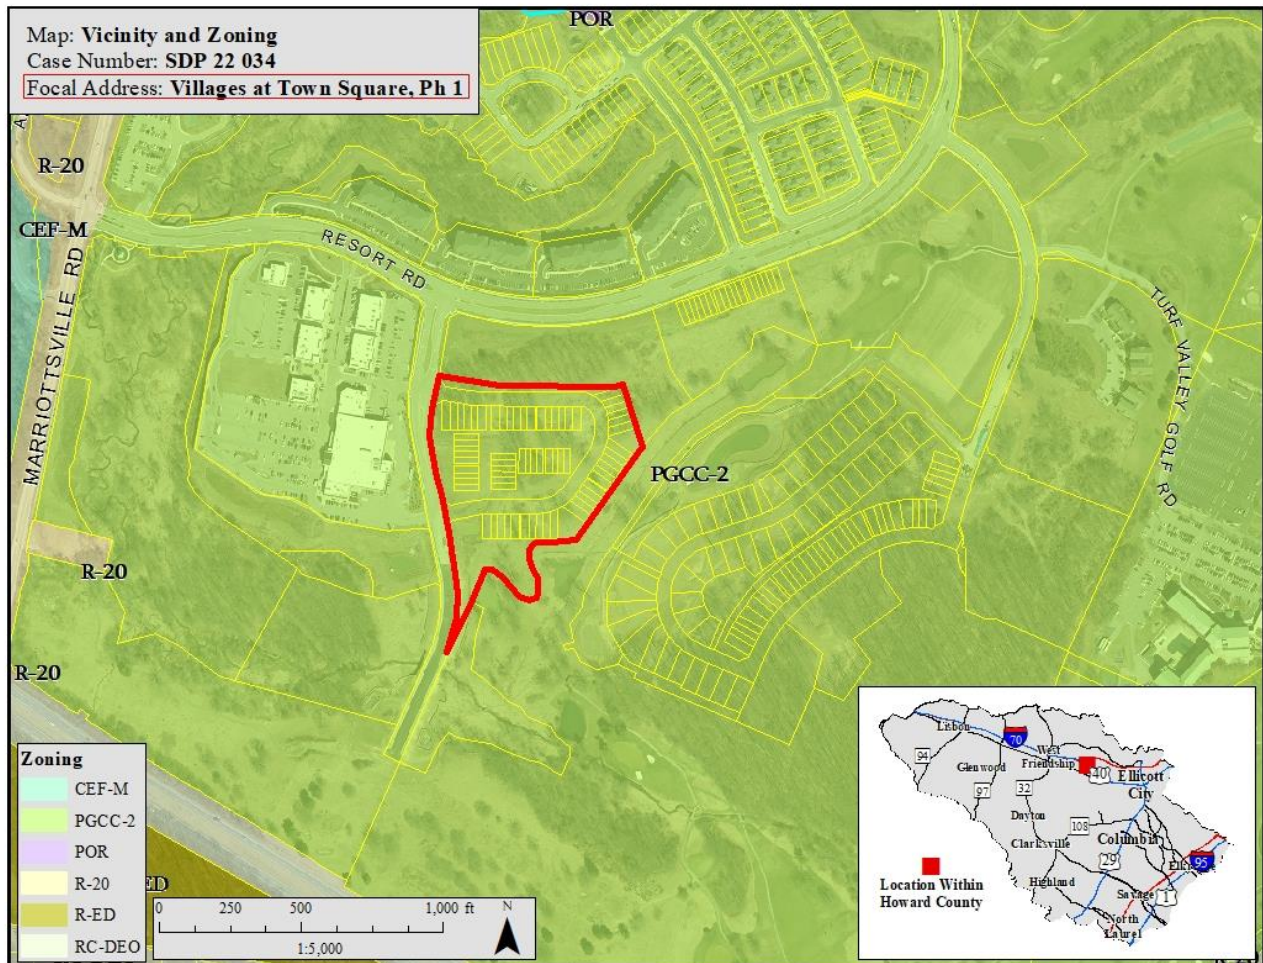 Map: Vicinity and Zoning
Case Number: SDP 22 034
Focal Address: Villages at Town Square, Ph 1
POR
R-20
CEF-M
RESORT RD
MARRIOTTSVILLE RD
TURF VALLEY GOLF RD
PGCC-2
R-20
R-20
Zoning
CEF-M
PGCC-2
POR
R-20
R-ED
RC-DEO
ED
0 250 500 1,000 ft
N
1:5,000
Lisbon
70
94
West
Friendship
Glenwood
40
Ellicott
City
97
32
Dayton
108
Clarksville
Columbia
29
95
Highland
Savage
1
North
Laurel
Location Within
Howard County
R-20